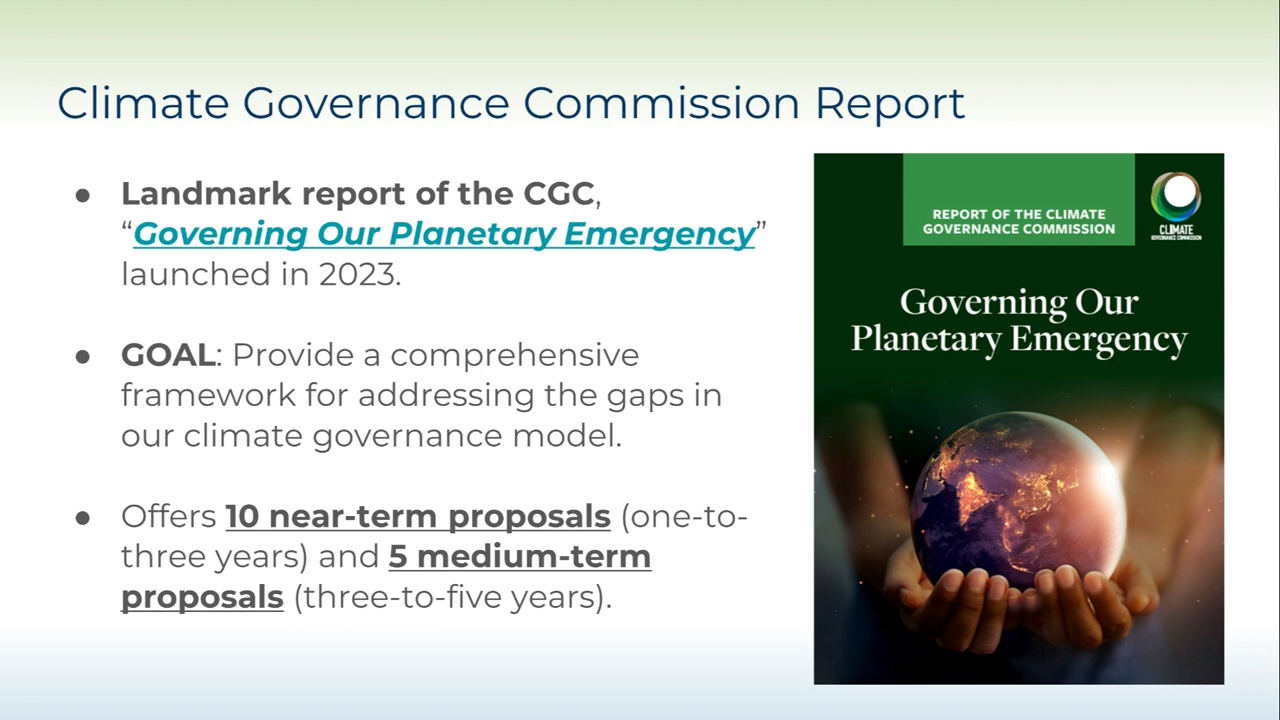 Climate Governance Commission Report
● Landmark report of the CGC,
“Governing Our Planetary Emergency”
launched in 2023.
● GOAL: Provide a comprehensive
framework for addressing the gaps in
our climate governance model.
● Offers 10 near-term proposals (one-to-
three years) and 5 medium-term
proposals (three-to-five years).
REPORT OF THE CLIMATE
GOVERNANCE COMMISSION
CLIMATE
GOVERNANCE COMMISSION
Governing Our
Planetary Emergency